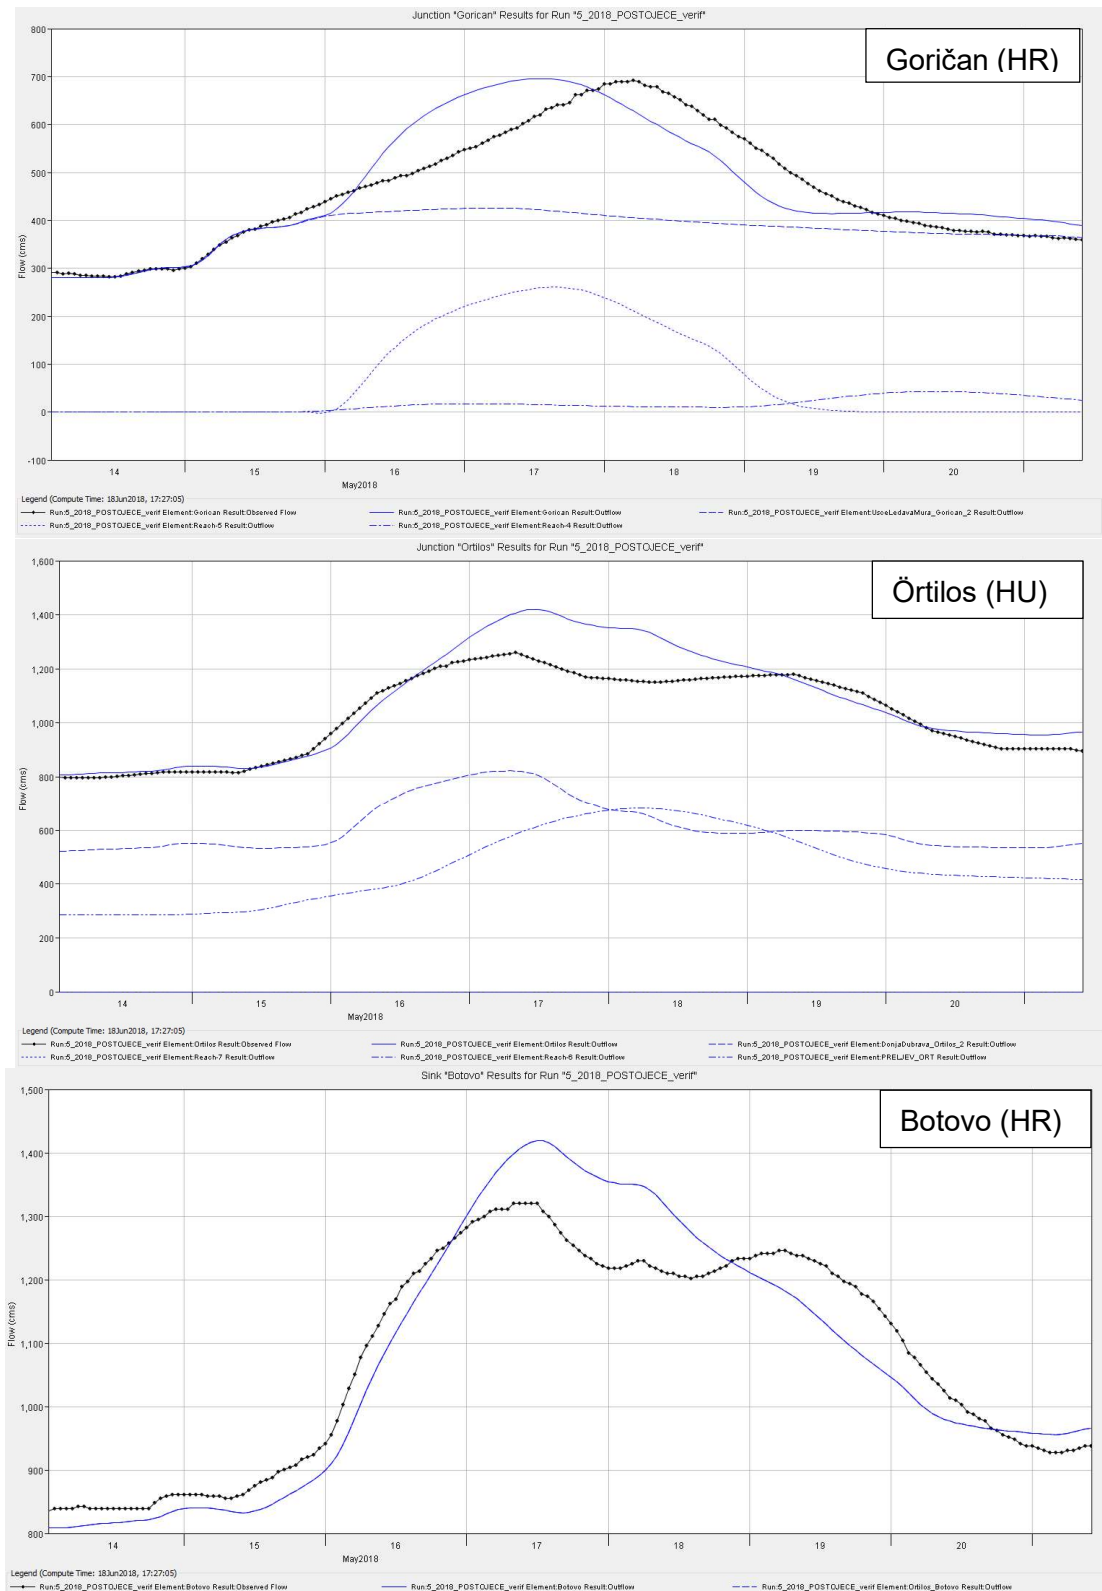 Junction "Gorican" Results for Run "5_2018_POSTOJECE_verif"
Goričan (HR)
800
700
600
500
400
300
200
100
0
-100
Flow (cms)
14 15 16 17 18 19 20
May2018
Legend (Compute Time: 18Jun2018, 17:27:05)
Run:5_2018_POSTOJECE_verif Element:Gorican Result:Observed Flow
Run:5_2018_POSTOJECE_verif Element:Gorican Result:Outflow
Run:5_2018_POSTOJECE_verif Element:UsceLedavaMura_Gorican_2 Result:Outflow
Run:5_2018_POSTOJECE_verif Element:Reach-5 Result:Outflow
Run:5_2018_POSTOJECE_verif Element:Reach-4 Result:Outflow
Junction "Ortilos" Results for Run "5_2018_POSTOJECE_verif"
Örtilos (HU)
1,600
1,400
1,200
1,000
800
600
400
200
0
Flow (cms)
14 15 16 17 18 19 20
May2018
Legend (Compute Time: 18Jun2018, 17:27:05)
Run:5_2018_POSTOJECE_verif Element:Ortilos Result:Observed Flow
Run:5_2018_POSTOJECE_verif Element:Ortilos Result:Outflow
Run:5_2018_POSTOJECE_verif Element:DonjaDubrava_Ortilos_2 Result:Outflow
Run:5_2018_POSTOJECE_verif Element:Reach-7 Result:Outflow
Run:5_2018_POSTOJECE_verif Element:Reach-6 Result:Outflow
Run:5_2018_POSTOJECE_verif Element:PRELJEV_ORT Result:Outflow
Sink "Botovo" Results for Run "5_2018_POSTOJECE_verif"
Botovo (HR)
1,500
1,400
1,300
1,200
1,100
1,000
900
800
Flow (cms)
14 15 16 17 18 19 20
May2018
Legend (Compute Time: 18Jun2018, 17:27:05)
Run:5_2018_POSTOJECE_verif Element:Botovo Result:Observed Flow
Run:5_2018_POSTOJECE_verif Element:Botovo Result:Outflow
Run:5_2018_POSTOJECE_verif Element:Ortilos_Botovo Result:Outflow